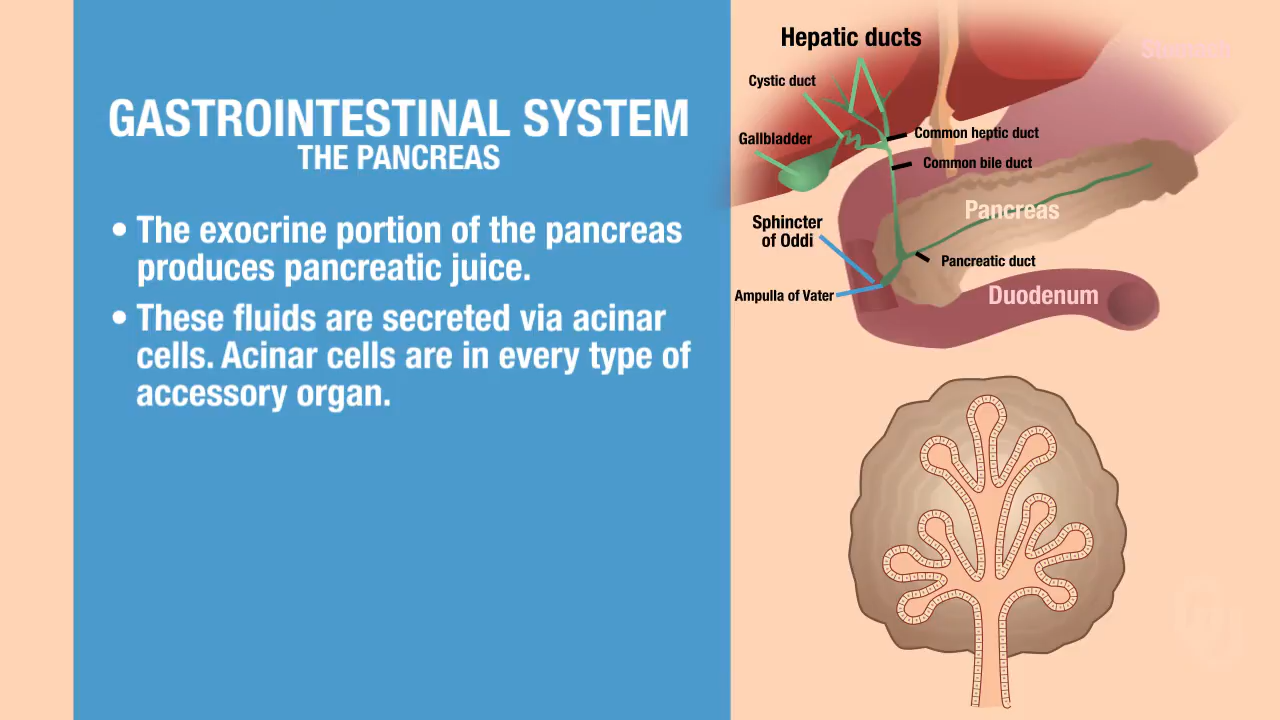 GASTROINTESTINAL SYSTEM
THE PANCREAS
• The exocrine portion of the pancreas
produces pancreatic juice.
• These fluids are secreted via acinar
cells. Acinar cells are in every type of
accessory organ.
Hepatic ducts
Stomach
Cystic duct
Gallbladder
Common heptic duct
Common bile duct
Pancreas
Sphincter
of Oddi
Pancreatic duct
Ampulla of Vater
Duodenum